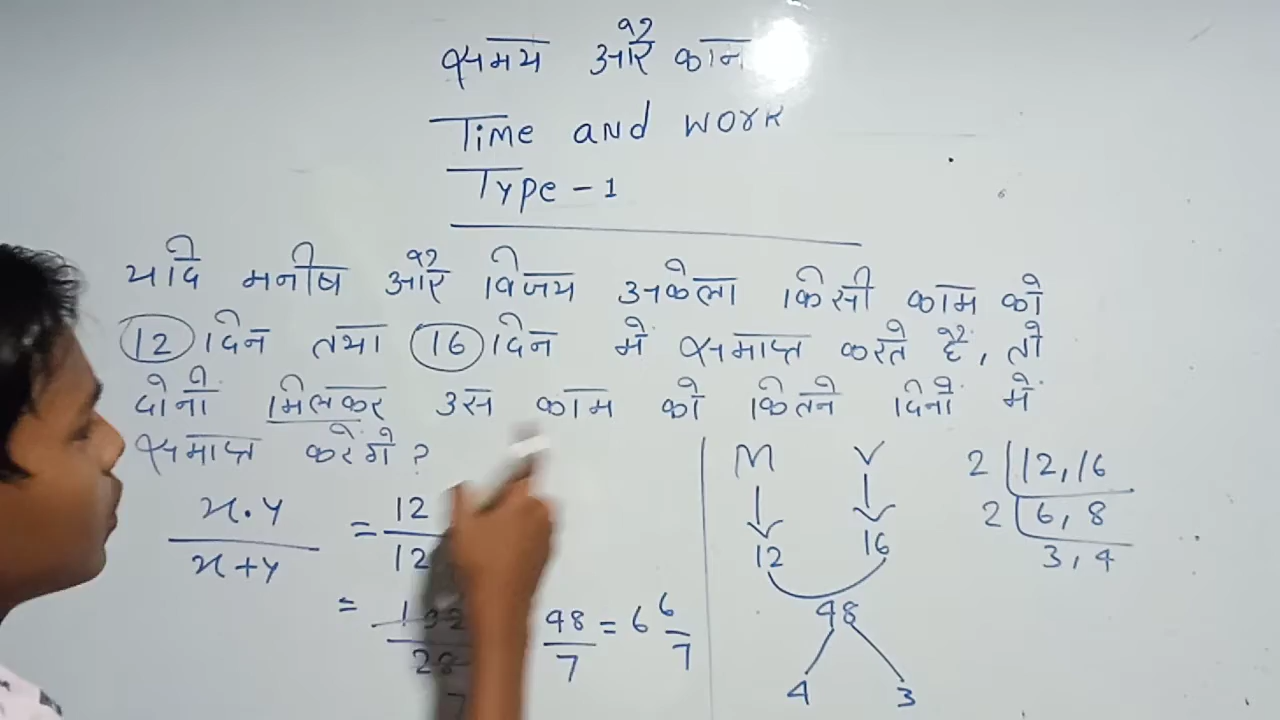 समय और काम
Time and work
Type - 1
यदि मनीष और विजय अकेला किसी काम को
12 दिन तथा 16 दिन में समाप्त करते हैं, तो
दोनों मिलकर उस काम को कितने दिनों में
समाप्त करेंगे ?
x.y
x+y
= 12
12
=
28
48 = 6 6
7 7
M V
12 16
48
4 3
2 12, 16
2 6, 8
3, 4